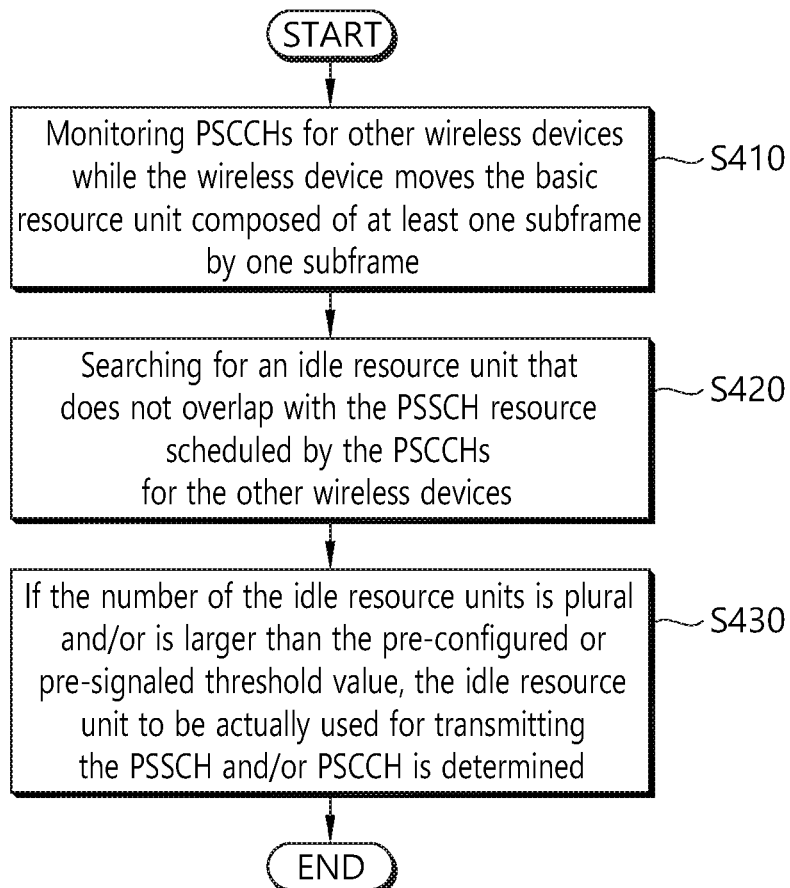 START
Monitoring PSCCHs for other wireless devices
while the wireless device moves the basic
resource unit composed of at least one subframe
by one subframe
S410
Searching for an idle resource unit that
does not overlap with the PSSCH resource
scheduled by the PSCCHs
for the other wireless devices
S420
If the number of the idle resource units is plural
and/or is larger than the pre-configured or
pre-signaled threshold value, the idle resource
unit to be actually used for transmitting
the PSSCH and/or PSCCH is determined
S430
END